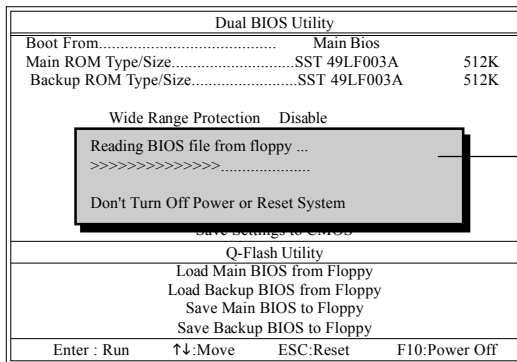 Dual BIOS Utility
Boot From.......................................... Main Bios
Main ROM Type/Size............................SST 49LF003A 512K
Backup ROM Type/Size.........................SST 49LF003A 512K
Wide Range Protection Disable
Reading BIOS file from floppy ...
>>>>>>>>>>>>>>.....................
Don't Turn Off Power or Reset System
Save Settings to CMOS
Q-Flash Utility
Load Main BIOS from Floppy
Load Backup BIOS from Floppy
Save Main BIOS to Floppy
Save Backup BIOS to Floppy
Enter : Run ↑↓:Move ESC:Reset F10:Power Off